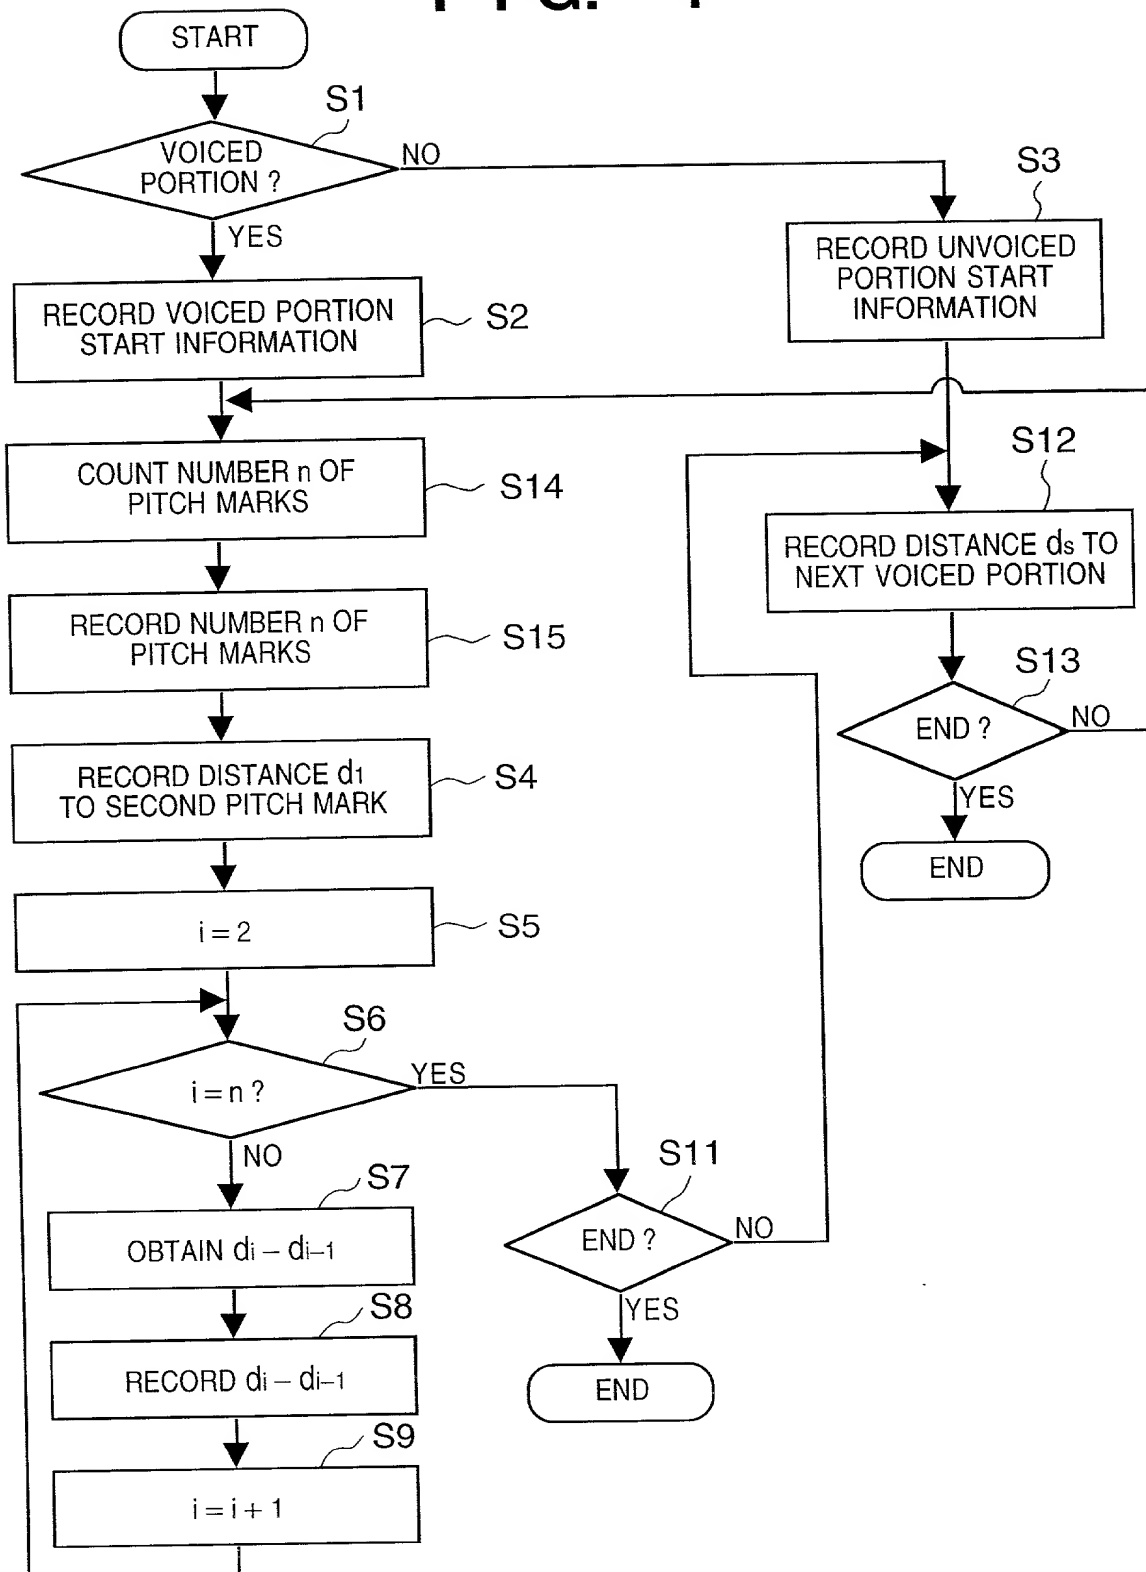 START
S1
VOICED
PORTION ?
NO
YES
S3
RECORD UNVOICED
PORTION START
INFORMATION
RECORD VOICED PORTION
START INFORMATION
S2
COUNT NUMBER n OF
PITCH MARKS
S14
S12
RECORD DISTANCE ds TO
NEXT VOICED PORTION
RECORD NUMBER n OF
PITCH MARKS
S15
S13
END ?
NO
YES
END
RECORD DISTANCE d1
TO SECOND PITCH MARK
S4
i = 2
S5
S6
i = n ?
YES
NO
S11
END ?
NO
YES
END
S7
OBTAIN di – di–1
S8
RECORD di – di–1
S9
i = i + 1